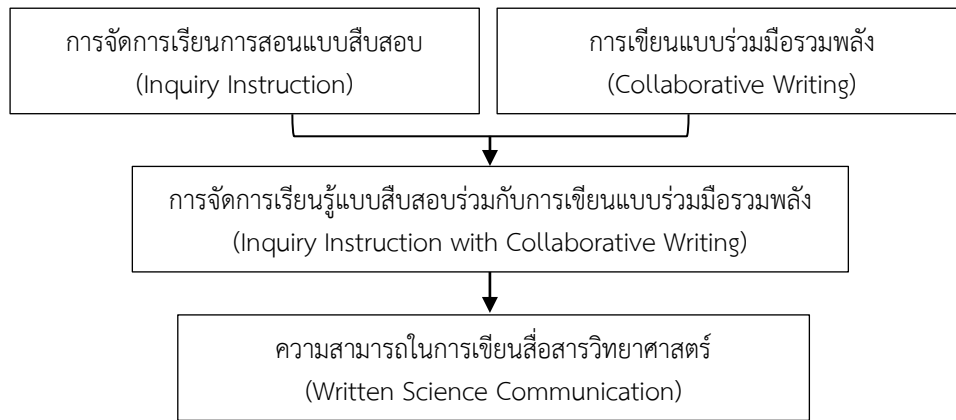 การจัดการเรียนการสอนแบบสืบสอบ
(Inquiry Instruction)
การเขียนแบบร่วมมือรวมพลัง
(Collaborative Writing)
การจัดการเรียนรู้แบบสืบสอบร่วมกับการเขียนแบบร่วมมือรวมพลัง
(Inquiry Instruction with Collaborative Writing)
ความสามารถในการเขียนสื่อสารวิทยาศาสตร์
(Written Science Communication)